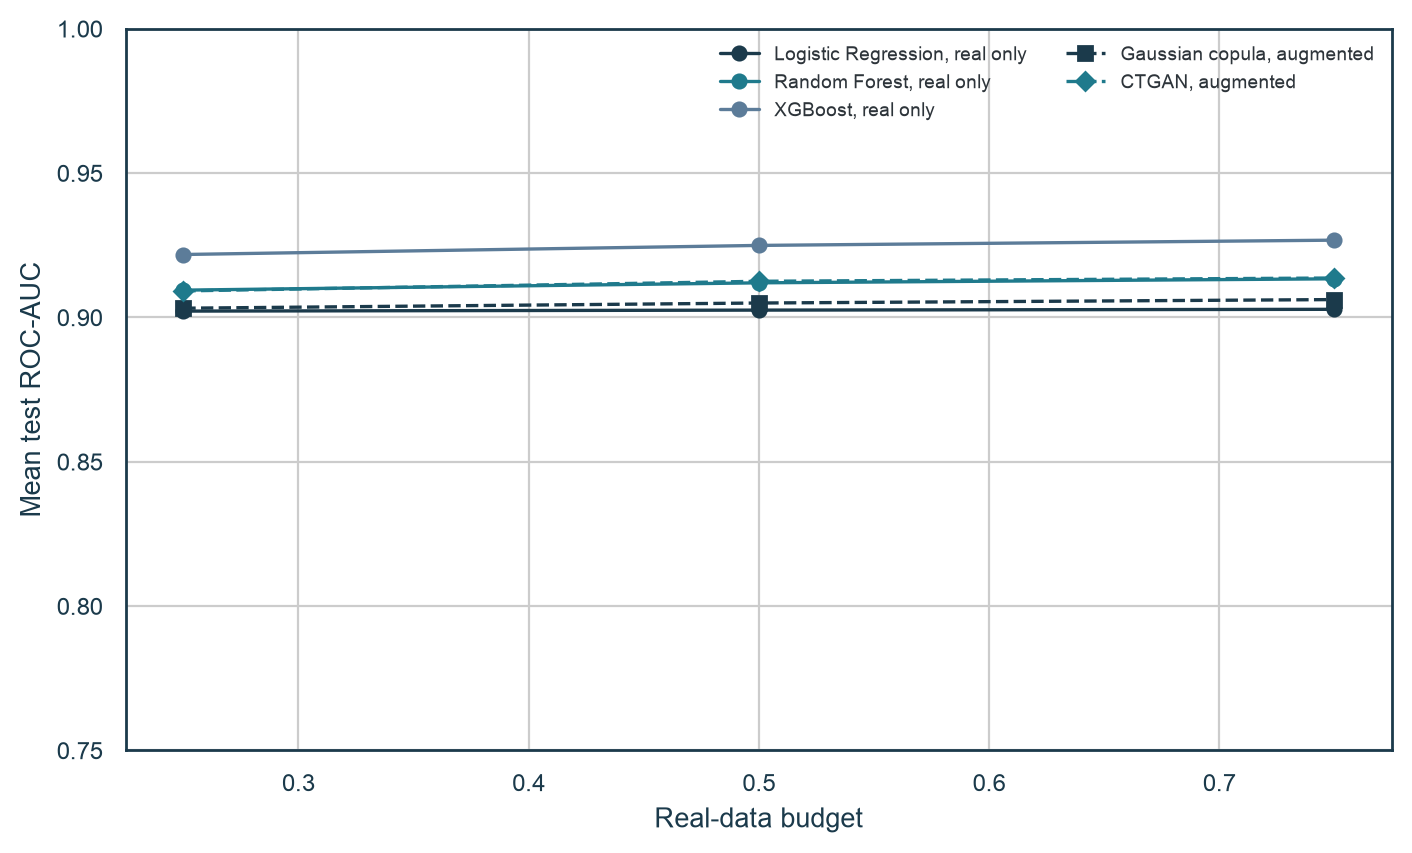 Logistic Regression, real only
Random Forest, real only
XGBoost, real only
Gaussian copula, augmented
CTGAN, augmented
Mean test ROC-AUC
1.00
0.95
0.90
0.85
0.80
0.75
0.3 0.4 0.5 0.6 0.7
Real-data budget